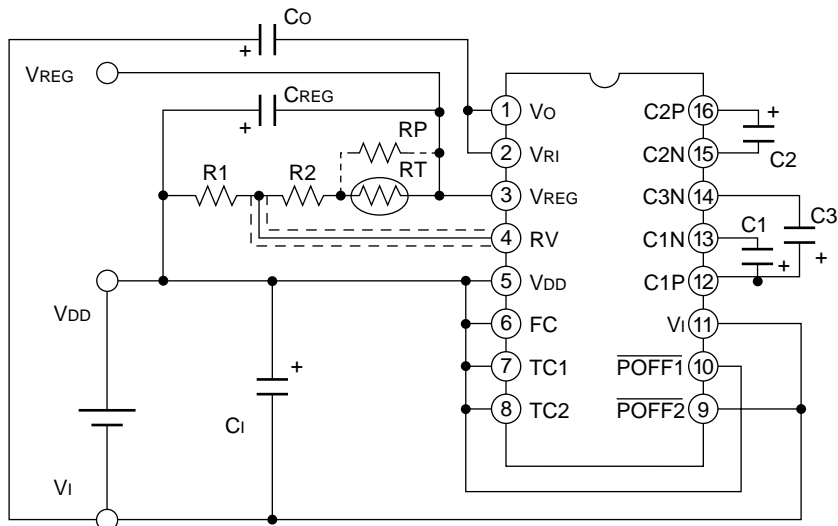 CO
+
VREG
CREG
+
RP
R1 R2 RT
1 VO
2 VRI
3 VREG
4 RV
5 VDD
6 FC
7 TC1
8 TC2
C2P 16
C2N 15
C3N 14
C1N 13
C1P 12
VI 11
POFF1 10
POFF2 9
+
C2
C1
+
C3
+
VDD
+
CI
VI